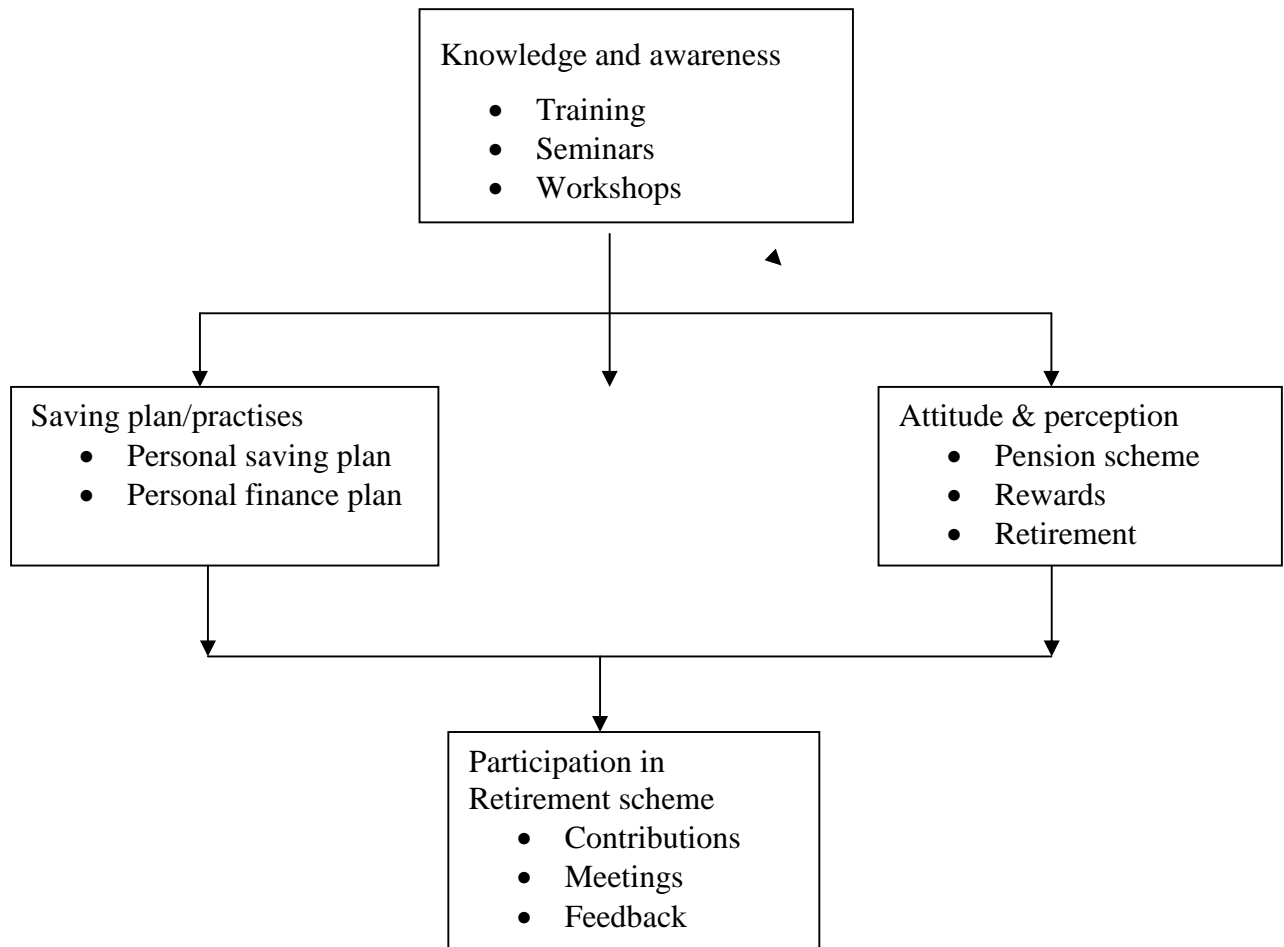 Knowledge and awareness
• Training
• Seminars
• Workshops
Saving plan/practises
• Personal saving plan
• Personal finance plan
Attitude & perception
• Pension scheme
• Rewards
• Retirement
Participation in
Retirement scheme
• Contributions
• Meetings
• Feedback